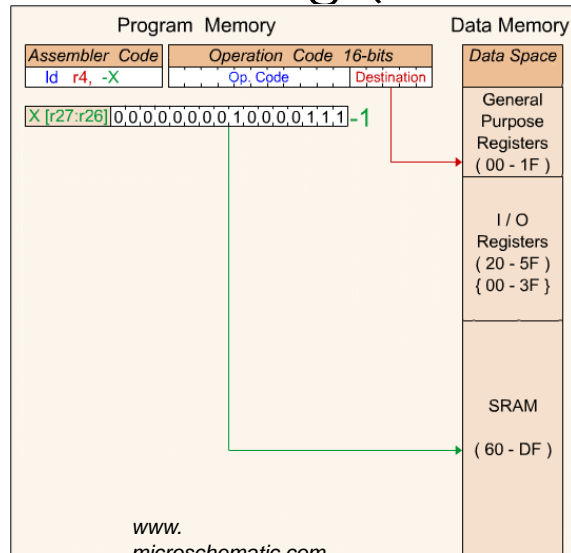 Program Memory
Data Memory
Assembler Code
Operation Code 16-bits
Data Space
ld r4, -X
Op. Code
Destination
X [r27:r26] 0000000010000111 -1
General
Purpose
Registers
( 00 - 1F )
I / O
Registers
( 20 - 5F )
{ 00 - 3F }
SRAM
( 60 - DF )
www.
microschematic.com